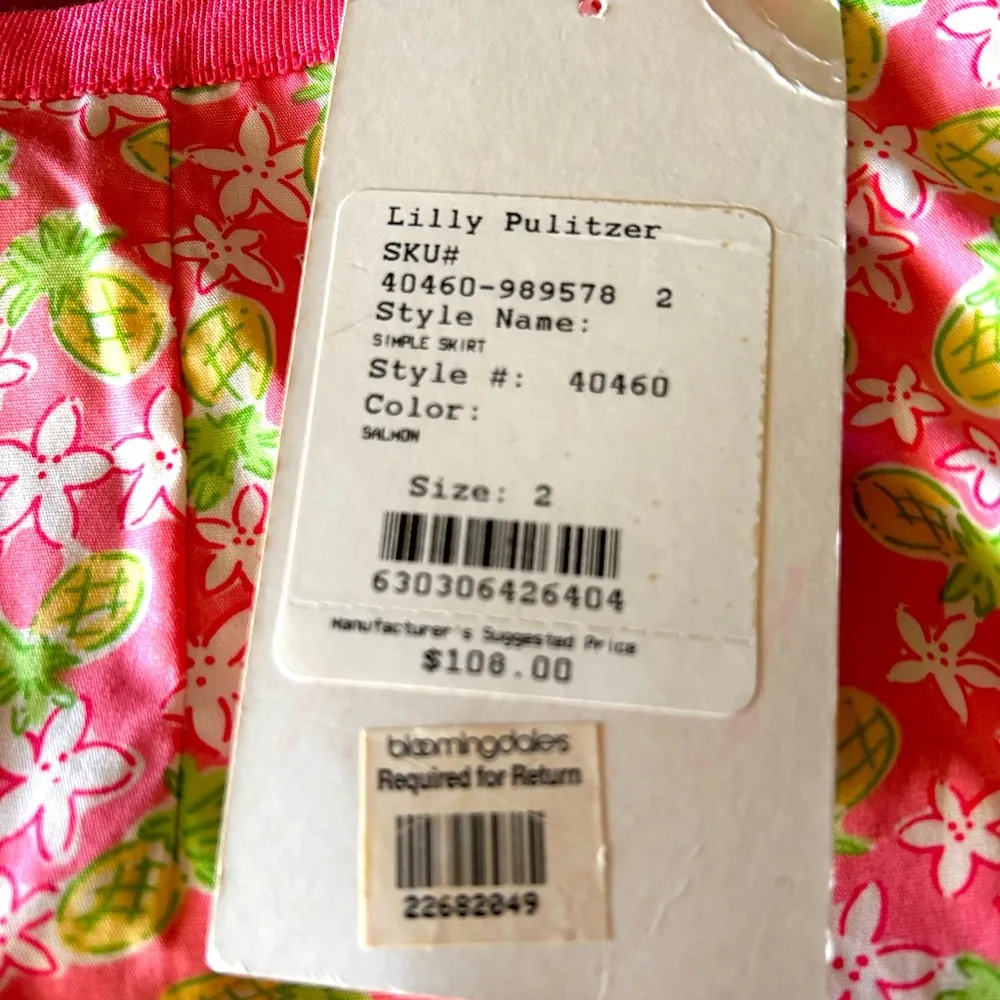 Lilly Pulitzer
SKU#
40460-989578 2
Style Name:
SIMPLE SKIRT
Style #: 40460
Color:
SALMON
Size: 2
630306426404
Manufacturer's Suggested Price
$108.00
bloomingdales
Required for Return
22682049